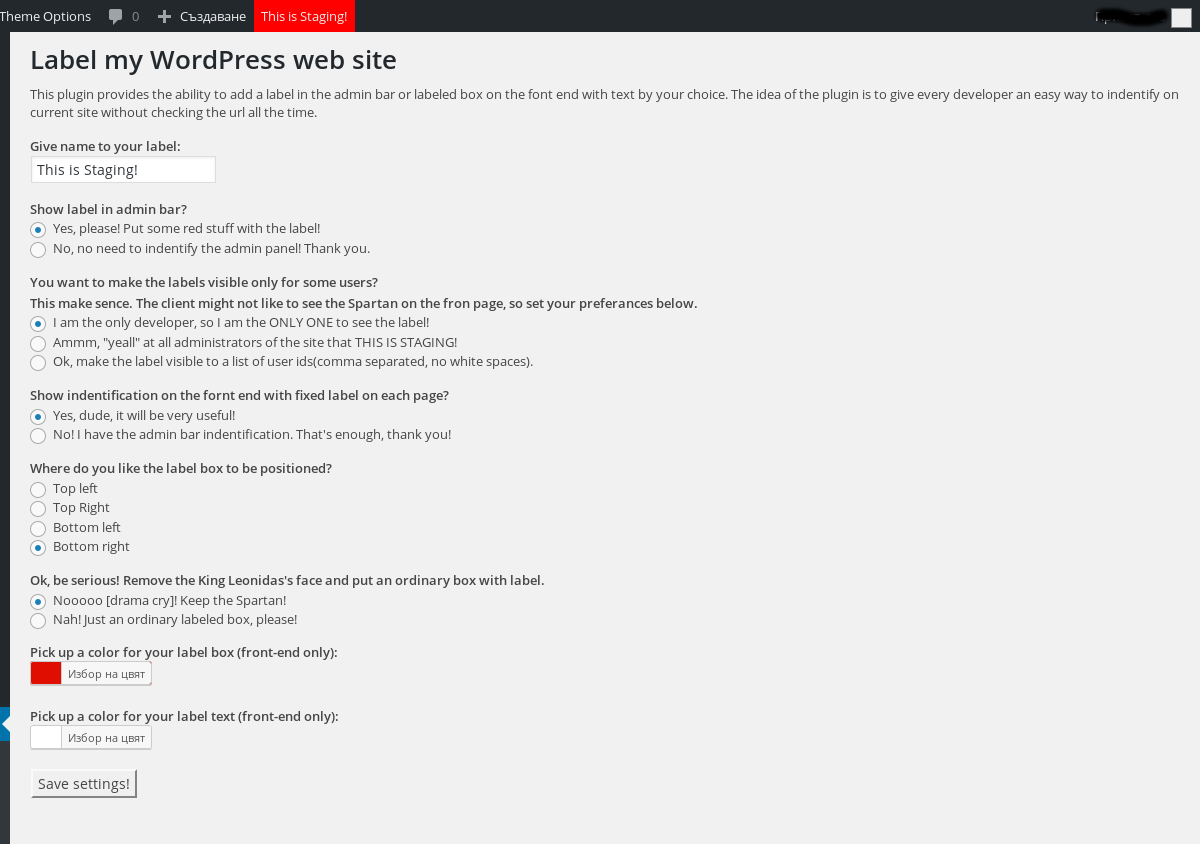 Theme Options 0 Създаване This is Staging!
Label my WordPress web site
This plugin provides the ability to add a label in the admin bar or labeled box on the font end with text by your choice. The idea of the plugin is to give every developer an easy way to indentify on
current site without checking the url all the time.
Give name to your label:
This is Staging!
Show label in admin bar?
Yes, please! Put some red stuff with the label!
No, no need to indentify the admin panel! Thank you.
You want to make the labels visible only for some users?
This make sence. The client might not like to see the Spartan on the fron page, so set your preferances below.
I am the only developer, so I am the ONLY ONE to see the label!
Ammm, "yeall" at all administrators of the site that THIS IS STAGING!
Ok, make the label visible to a list of user ids(comma separated, no white spaces).
Show indentification on the fornt end with fixed label on each page?
Yes, dude, it will be very useful!
No! I have the admin bar indentification. That's enough, thank you!
Where do you like the label box to be positioned?
Top left
Top Right
Bottom left
Bottom right
Ok, be serious! Remove the King Leonidas's face and put an ordinary box with label.
Nooooo [drama cry]! Keep the Spartan!
Nah! Just an ordinary labeled box, please!
Pick up a color for your label box (front-end only):
Избор на цвят
Pick up a color for your label text (front-end only):
Избор на цвят
Save settings!